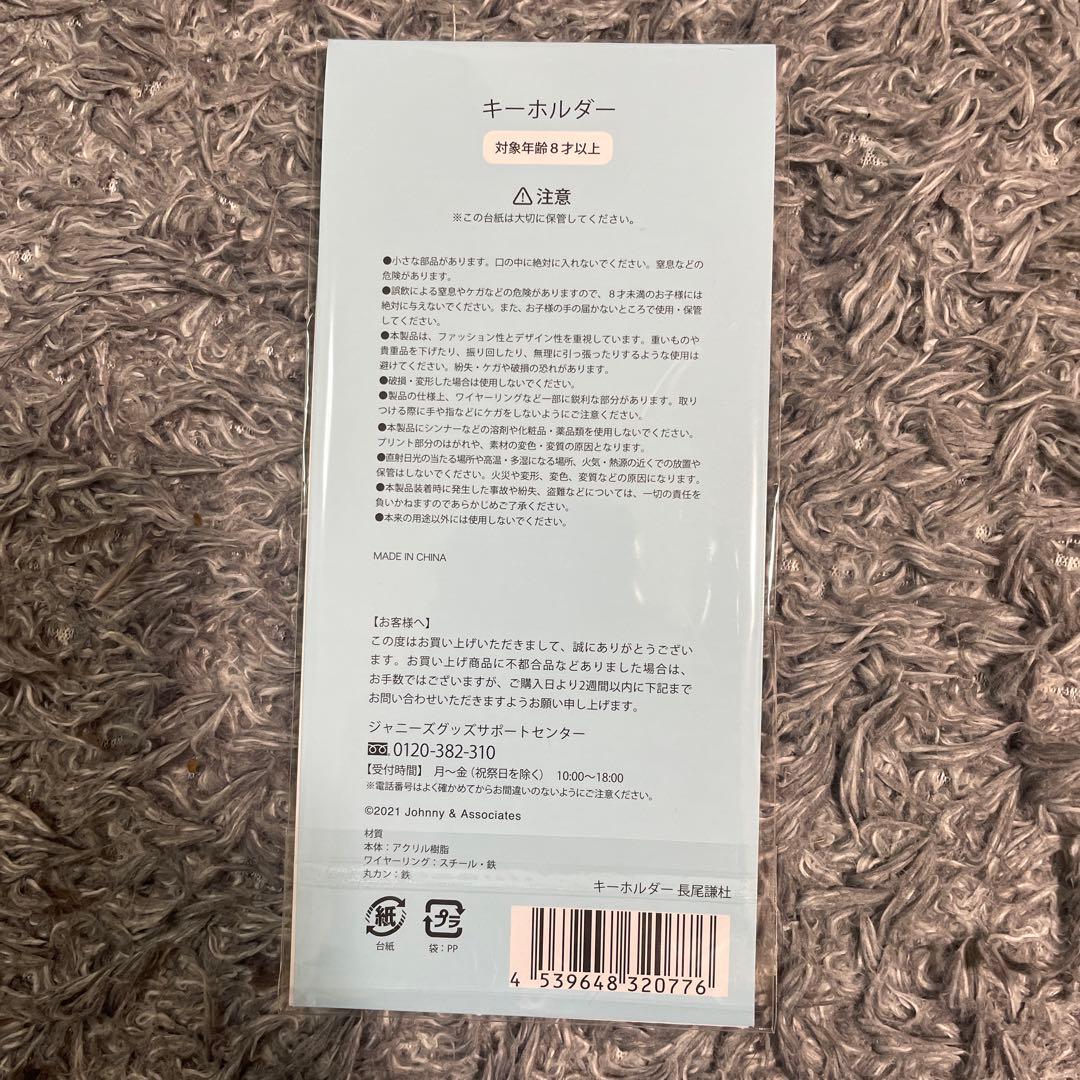 キーホルダー
対象年齢8才以上
注意
※この台紙は大切に保管してください。
●小さな部品があります。口の中に絶対に入れないでください。窒息などの
危険があります。
●誤飲による窒息やケガなどの危険がありますので、8才未満のお子様には
絶対に与えないでください。また、お子様の手の届かないところで使用・保管
してください。
●本製品は、ファッション性とデザイン性を重視しています。重いものや
貴重品を下げたり、振り回したり、無理に引っ張ったりするような使用は
避けてください。紛失・ケガや破損の恐れがあります。
●破損・変形した場合は使用しないでください。
●製品の仕様上、ワイヤーリングなど一部に鋭利な部分があります。取り
つける際に手や指などにケガをしないようにご注意ください。
●本製品にシンナーなどの溶剤や化粧品・薬品類を使用しないでください。
プリント部分のはがれや、素材の変色・変質の原因となります。
●直射日光の当たる場所や高温・多湿になる場所、火気・熱源の近くでの放置や
保管はしないでください。火災や変形、変色、変質などの原因になります。
●本製品装着時に発生した事故や紛失、盗難などについては、一切の責任を
負いかねますのであらかじめご了承ください。
●本来の用途以外には使用しないでください。
MADE IN CHINA
【お客様へ】
この度はお買い上げいただきまして、誠にありがとうござい
ます。お買い上げ商品に不都合品などありました場合は、
お手数ではございますが、ご購入日より2週間以内に下記まで
お問い合わせいただきますようお願い申し上げます。
ジャニーズグッズサポートセンター
0120-382-310
【受付時間】 月〜金（祝祭日を除く） 10:00〜18:00
※電話番号はよく確かめてからお間違いのないようにご注意ください。
©2021 Johnny & Associates
材質
本体：アクリル樹脂
ワイヤーリング：スチール・鉄
丸カン：鉄
キーホルダー 長尾謙杜
紙
台紙
プラ
袋：PP
4 539648 320776